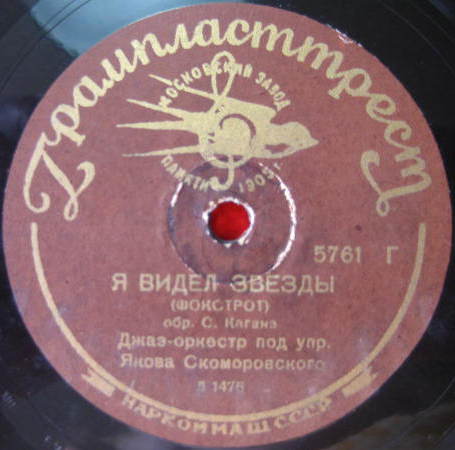 Грампласттрест
МОСКОВСКИЙ ЗАВОД
ПАМЯТИ 1905
5761 Г
Я ВИДЕЛ ЗВЕЗДЫ
(ФОКСТРОТ)
обр. С. Кагана
Джаз-оркестр под упр.
Якова Скоморовского
1476
НАРКОММАШ СССР